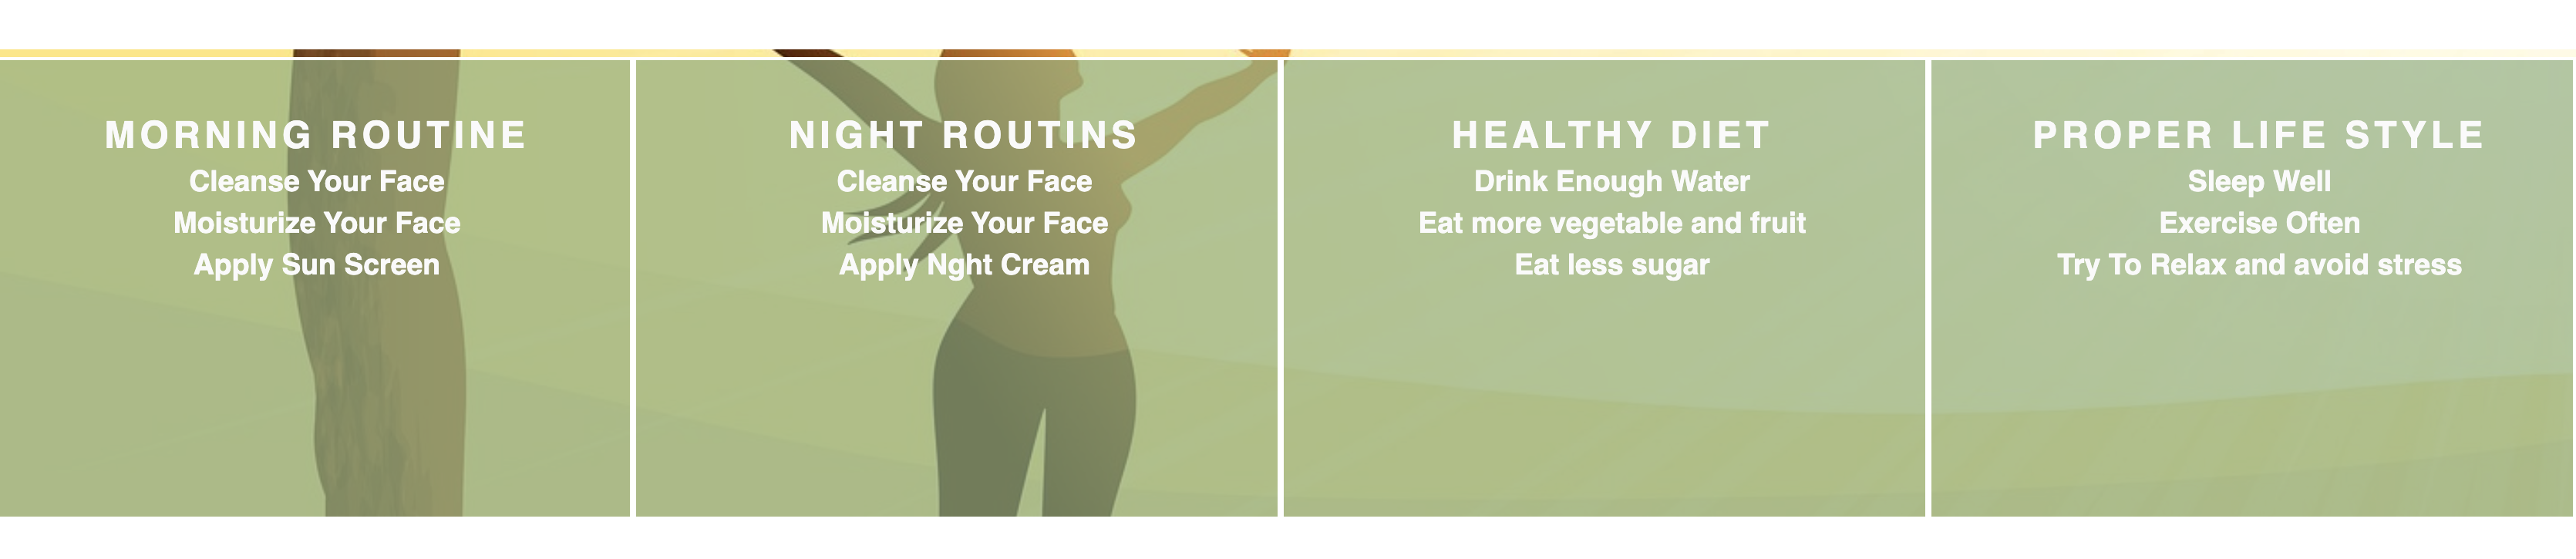 MORNING ROUTINE
Cleanse Your Face
Moisturize Your Face
Apply Sun Screen
NIGHT ROUTINS
Cleanse Your Face
Moisturize Your Face
Apply Nght Cream
HEALTHY DIET
Drink Enough Water
Eat more vegetable and fruit
Eat less sugar
PROPER LIFE STYLE
Sleep Well
Exercise Often
Try To Relax and avoid stress